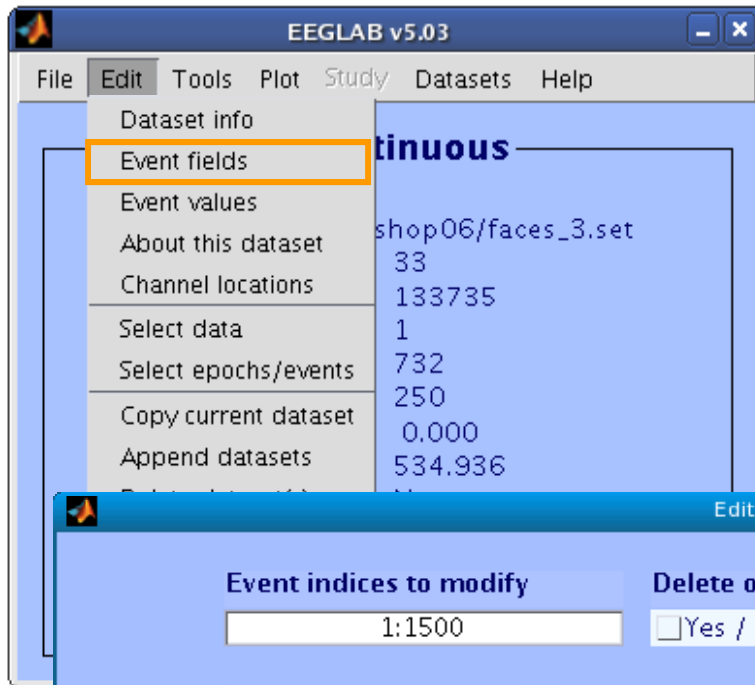 EEGLAB v5.03
File Edit Tools Plot Study Datasets Help
Dataset info
tinuous
Event fields
Event values
shop06/faces_3.set
About this dataset
33
Channel locations
133735
Select data
1
Select epochs/events
732
250
Copy current dataset
0.000
Append datasets
534.936
Edit
Event indices to modify
Delete o
1:1500
Yes /